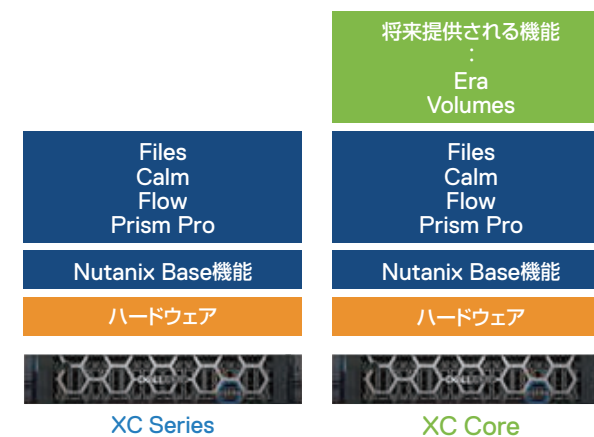 将来提供される機能
:
Era
Volumes
Files
Calm
Flow
Prism Pro
Files
Calm
Flow
Prism Pro
Nutanix Base機能
Nutanix Base機能
ハードウェア
ハードウェア
XC Series
XC Core